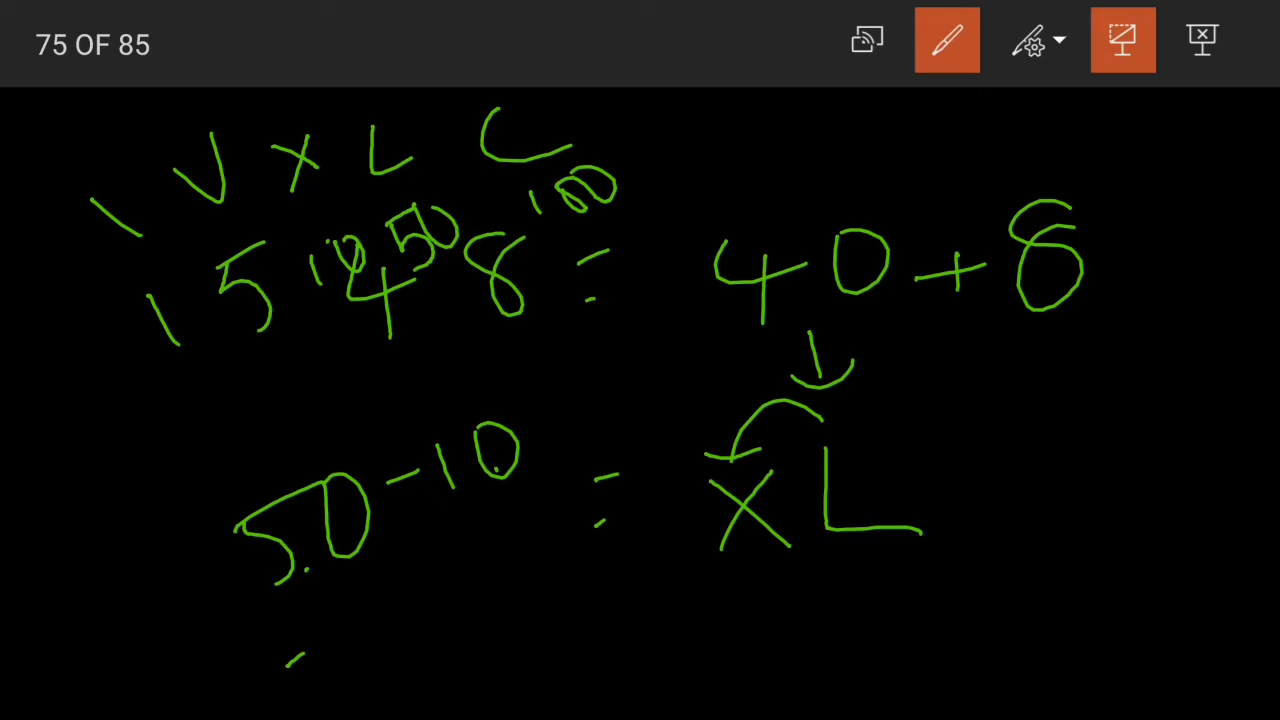 75 OF 85
I V X L C
1 5 10 50 100
48 = 40 + 8
50 - 10 = XL
-